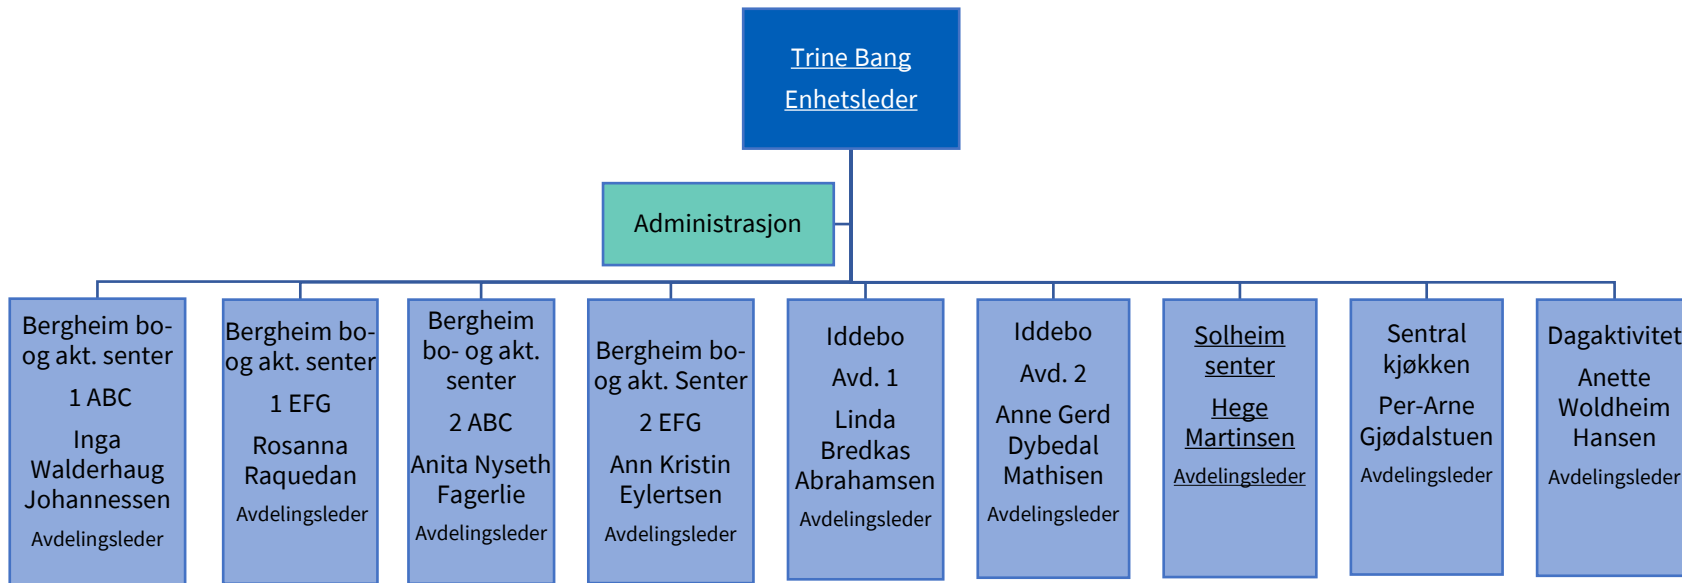 Trine Bang
Enhetsleder
Administrasjon
Bergheim bo-
og akt. senter
1 ABC
Inga
Walderhaug
Johannessen
Avdelingsleder
Bergheim bo-
og akt. senter
1 EFG
Rosanna
Raquedan
Avdelingsleder
Bergheim
bo- og akt.
senter
2 ABC
Anita Nyseth
Fagerlie
Avdelingsleder
Bergheim bo-
og akt. Senter
2 EFG
Ann Kristin
Eylertsen
Avdelingsleder
Iddebo
Avd. 1
Linda
Bredkas
Abrahamsen
Avdelingsleder
Iddebo
Avd. 2
Anne Gerd
Dybedal
Mathisen
Avdelingsleder
Solheim
senter
Hege
Martinsen
Avdelingsleder
Sentral
kjøkken
Per-Arne
Gjødalstuen
Avdelingsleder
Dagaktivitet
Anette
Woldheim
Hansen
Avdelingsleder